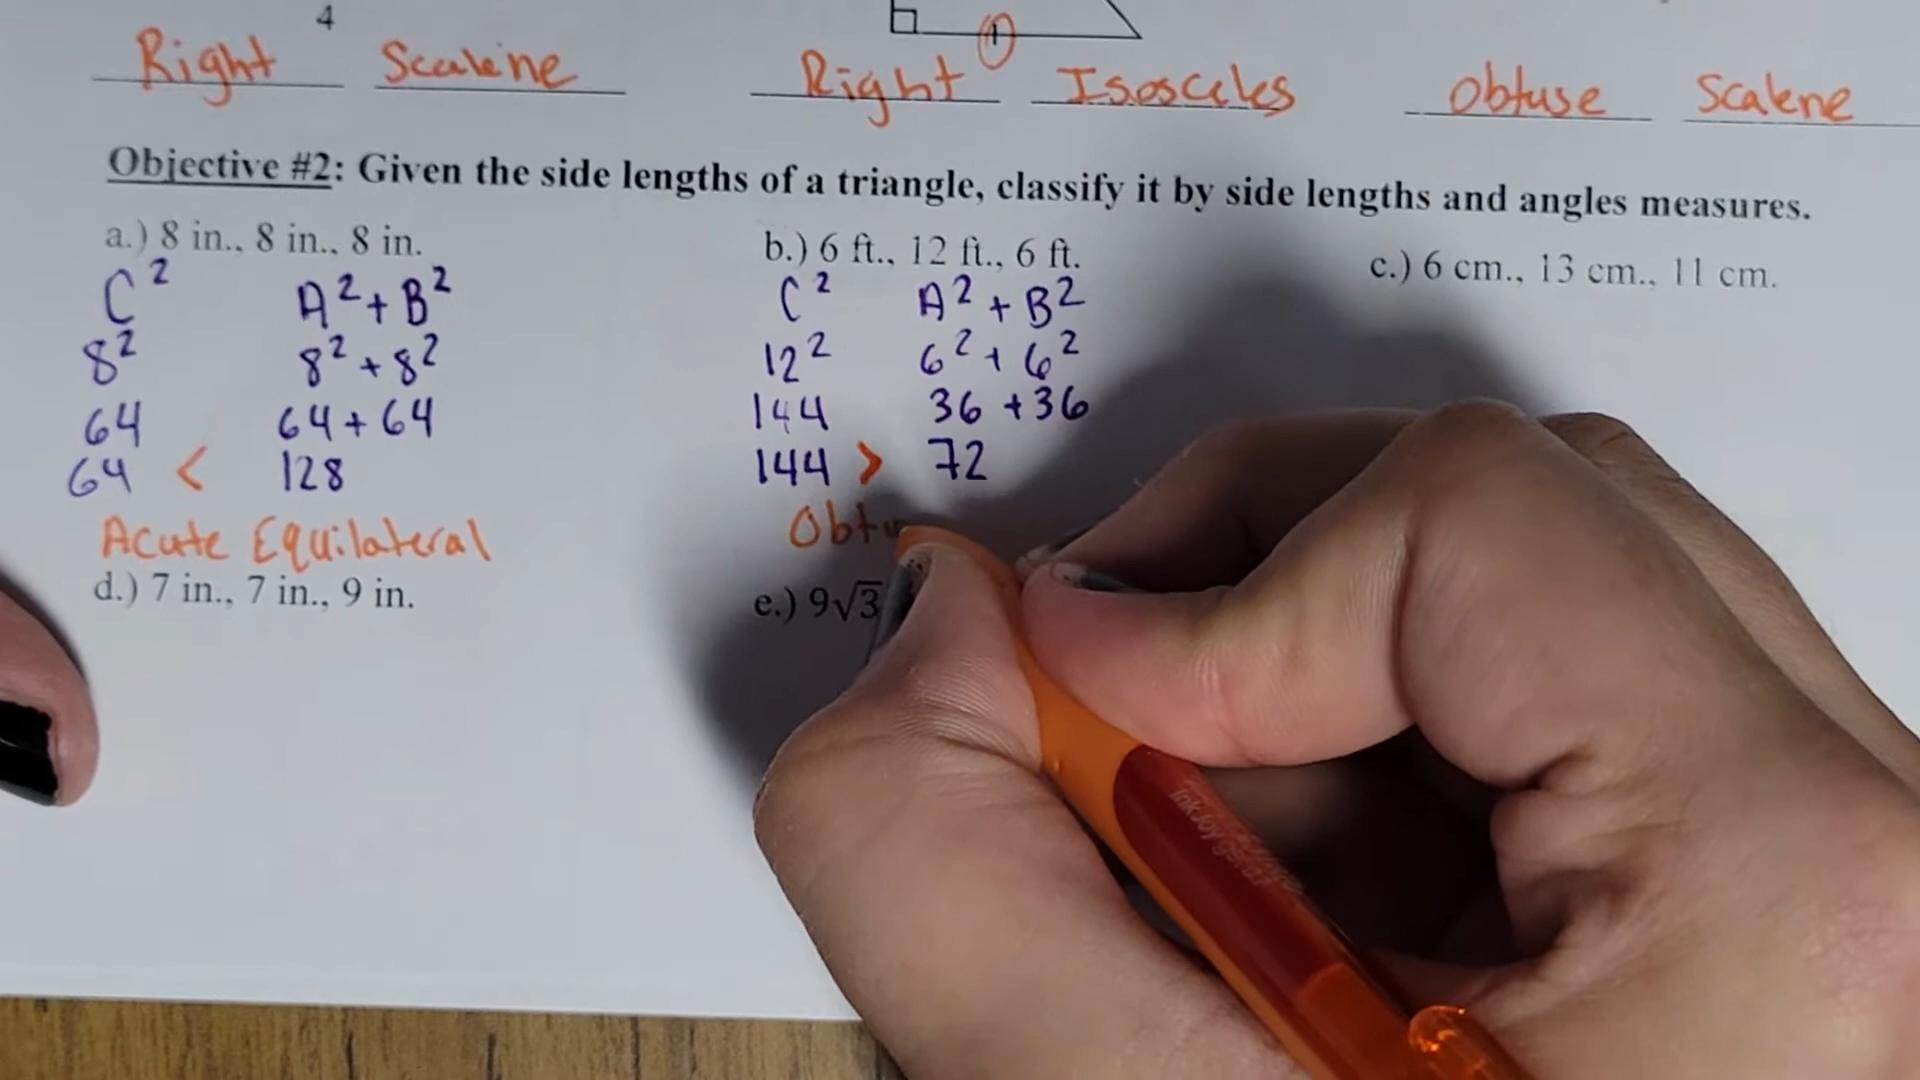 4
Right Scalene
1
Right Isosceles
Obtuse Scalene
Objective #2: Given the side lengths of a triangle, classify it by side lengths and angles measures.
a.) 8 in., 8 in., 8 in.
C² A² + B²
8² 8² + 8²
64 64 + 64
64 < 128
Acute Equilateral
b.) 6 ft., 12 ft., 6 ft.
C² A² + B²
12² 6² + 6²
144 36 + 36
144 > 72
Obtu
c.) 6 cm., 13 cm., 11 cm.
d.) 7 in., 7 in., 9 in.
e.) 9√3
InkJoy